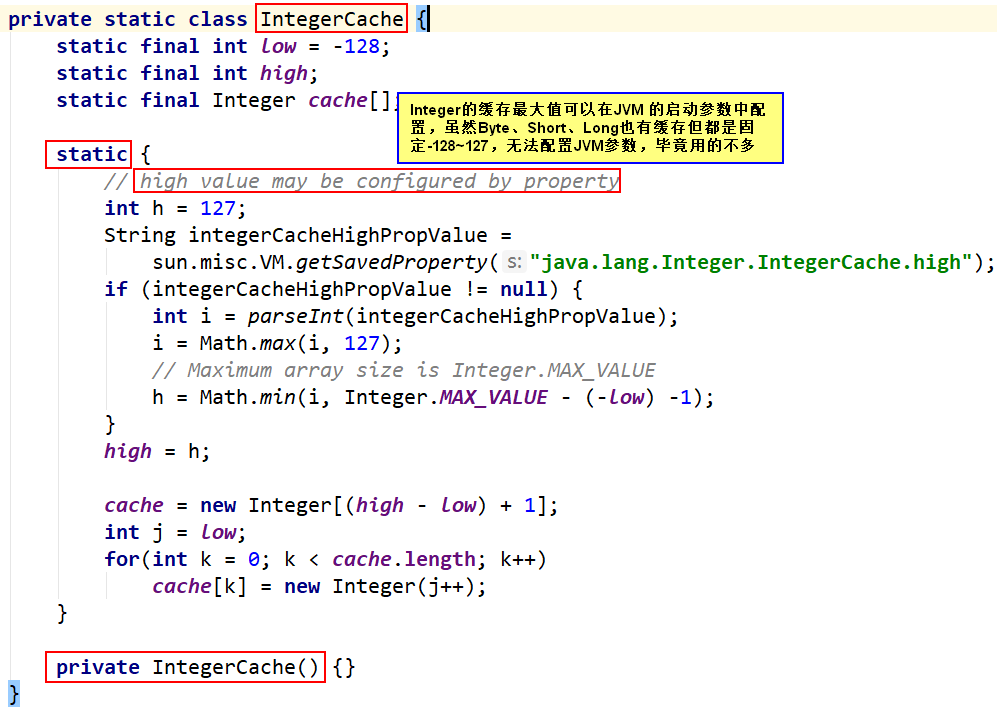 private static class IntegerCache {
static final int low = -128;
static final int high;
static final Integer cache[];
Integer的缓存最大值可以在JVM 的启动参数中配
置，虽然Byte、Short、Long也有缓存但都是固
定-128~127，无法配置JVM参数，毕竟用的不多
static {
// high value may be configured by property
int h = 127;
String integerCacheHighPropValue =
sun.misc.VM.getSavedProperty( s: "java.lang.Integer.IntegerCache.high");
if (integerCacheHighPropValue != null) {
int i = parseInt(integerCacheHighPropValue);
i = Math.max(i, 127);
// Maximum array size is Integer.MAX_VALUE
h = Math.min(i, Integer.MAX_VALUE - (-low) -1);
}
high = h;
cache = new Integer[(high - low) + 1];
int j = low;
for(int k = 0; k < cache.length; k++)
cache[k] = new Integer(j++);
}
private IntegerCache() {}
}